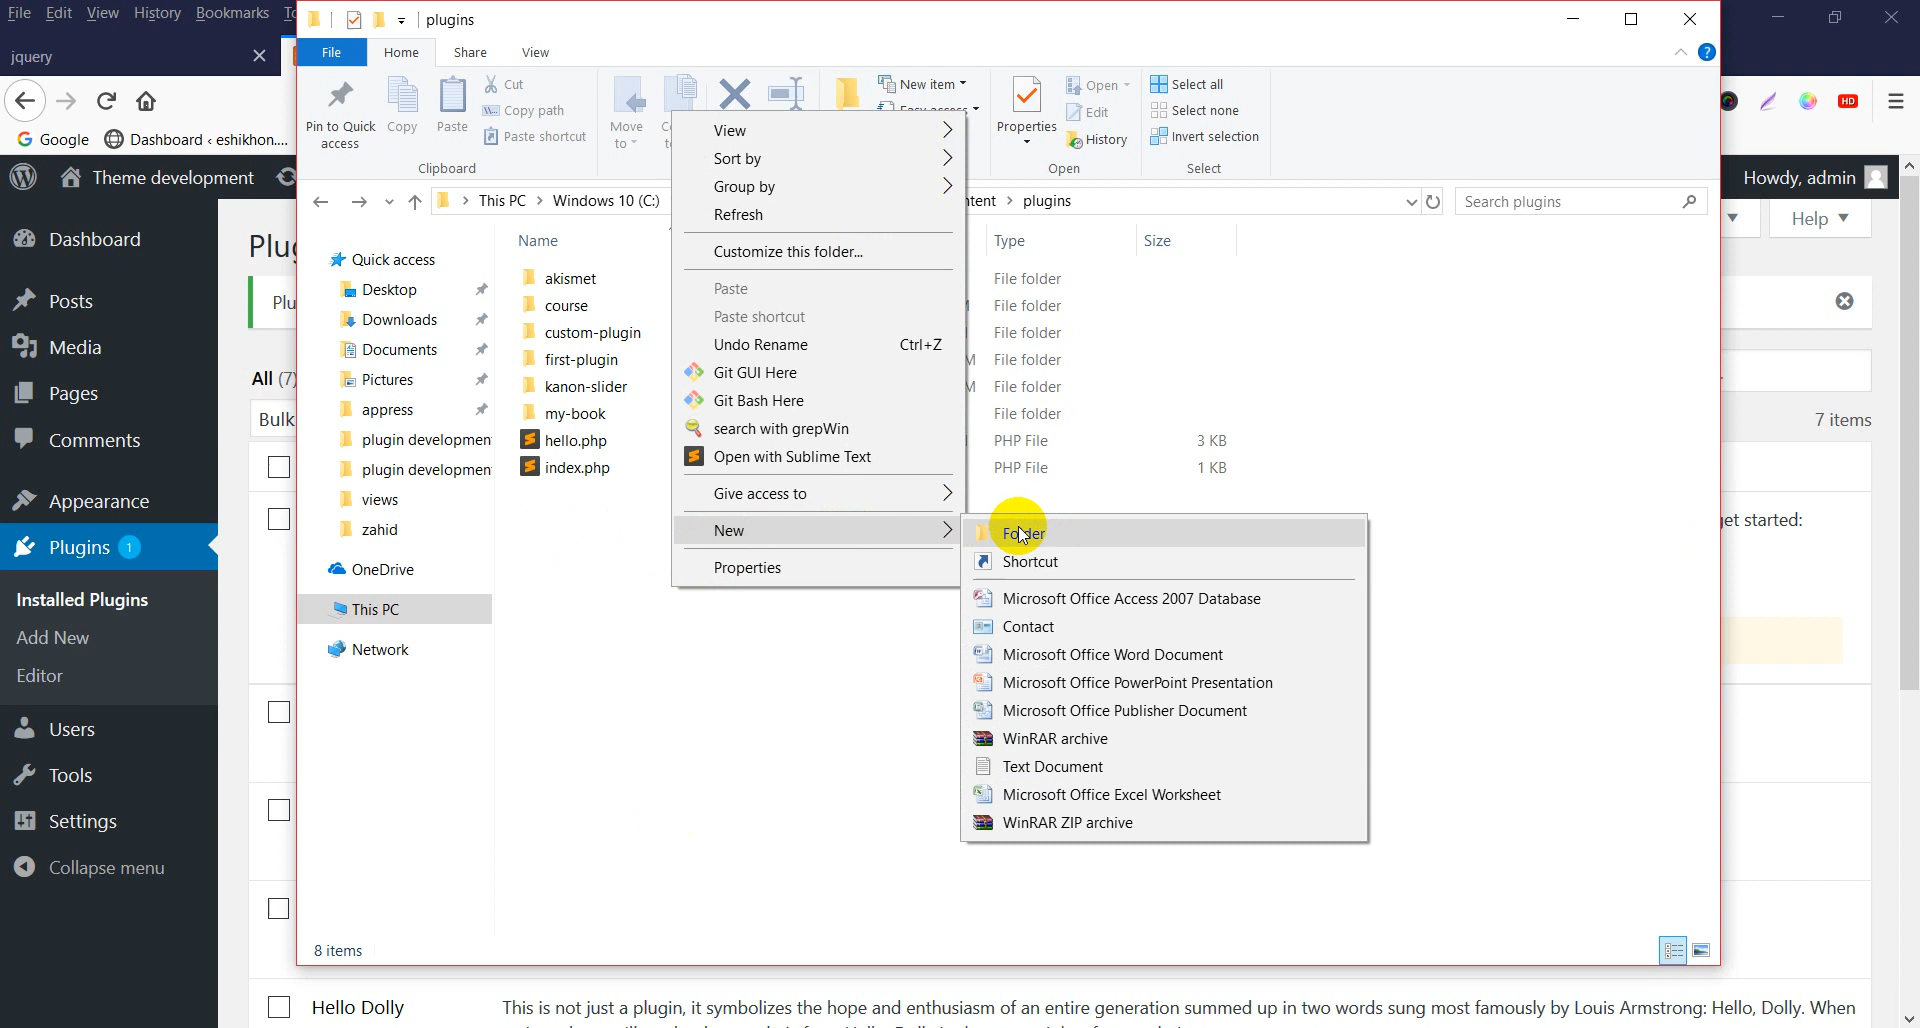 File Edit View History Bookmarks
plugins
jquery
File Home Share View
Pin to Quick access
Copy
Paste
Cut
Copy path
Paste shortcut
Clipboard
Move to
New item
Easy access
Properties
Open
Edit
History
Open
Select all
Select none
Invert selection
Select
Google
Dashboard ‹ eshikhon....
HD
Theme development
Howdy, admin
This PC > Windows 10 (C:)
plugins
Search plugins
Help
Dashboard
Posts
Media
Pages
Comments
Appearance
Plugins 1
Installed Plugins
Add New
Editor
Users
Tools
Settings
Collapse menu
All (7)
Bulk
7 items
get started:
Quick access
Desktop
Downloads
Documents
Pictures
appress
plugin developmen
plugin developmen
views
zahid
OneDrive
This PC
Network
Name Type Size
akismet File folder
course File folder
custom-plugin File folder
first-plugin File folder
kanon-slider File folder
my-book File folder
hello.php PHP File 3 KB
index.php PHP File 1 KB
View
Sort by
Group by
Refresh
Customize this folder...
Paste
Paste shortcut
Undo Rename Ctrl+Z
Git GUI Here
Git Bash Here
search with grepWin
Open with Sublime Text
Give access to
New
Properties
Folder
Shortcut
Microsoft Office Access 2007 Database
Contact
Microsoft Office Word Document
Microsoft Office PowerPoint Presentation
Microsoft Office Publisher Document
WinRAR archive
Text Document
Microsoft Office Excel Worksheet
WinRAR ZIP archive
8 items
Hello Dolly
This is not just a plugin, it symbolizes the hope and enthusiasm of an entire generation summed up in two words sung most famously by Louis Armstrong: Hello, Dolly. When